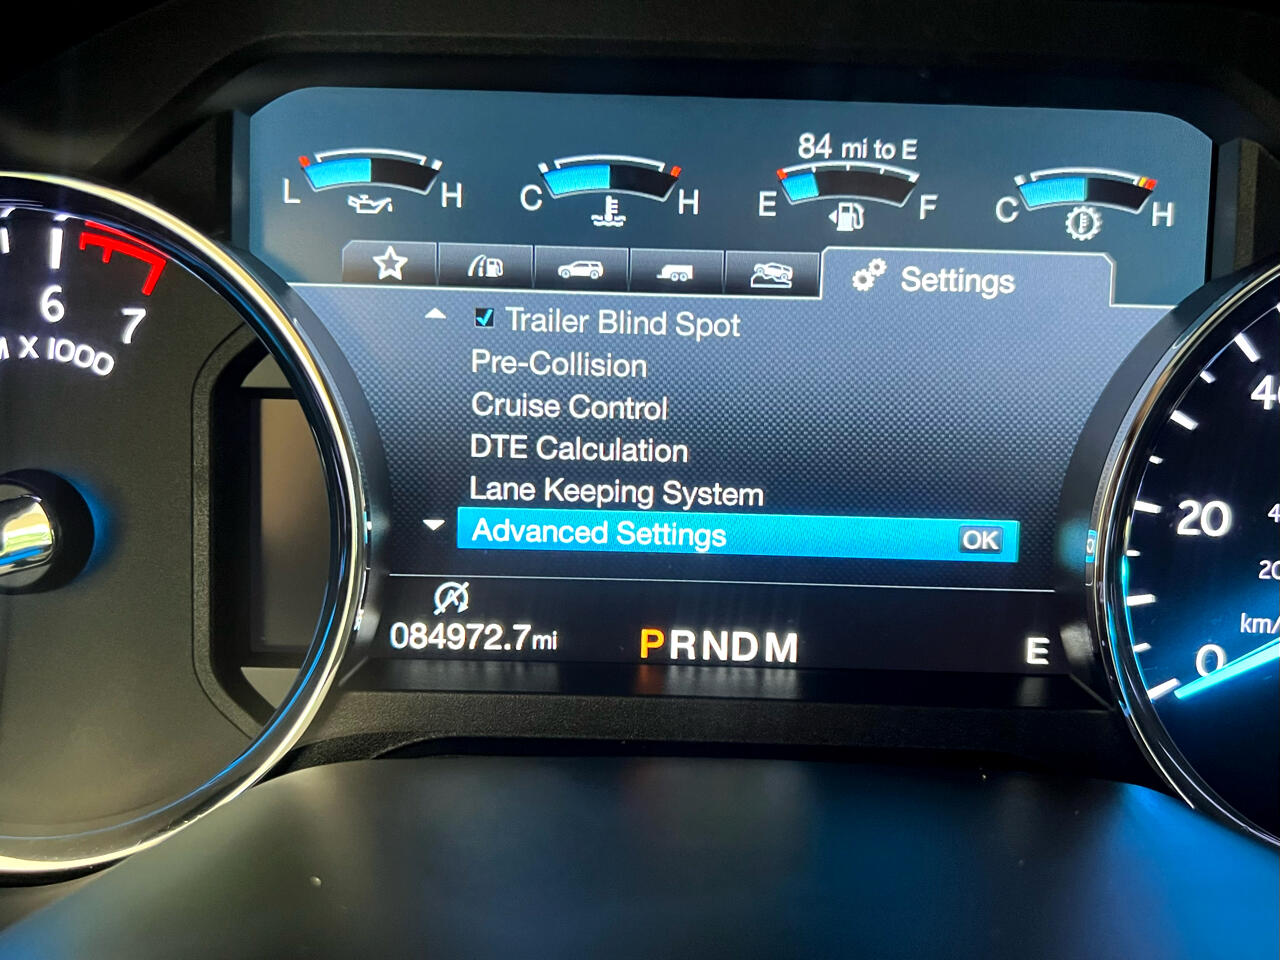 84 mi to E
L H
C H
E F
C H
Settings
Trailer Blind Spot
Pre-Collision
Cruise Control
DTE Calculation
Lane Keeping System
Advanced Settings OK
084972.7mi
PRNDM
E
6
7
X 1000
20
0
km/